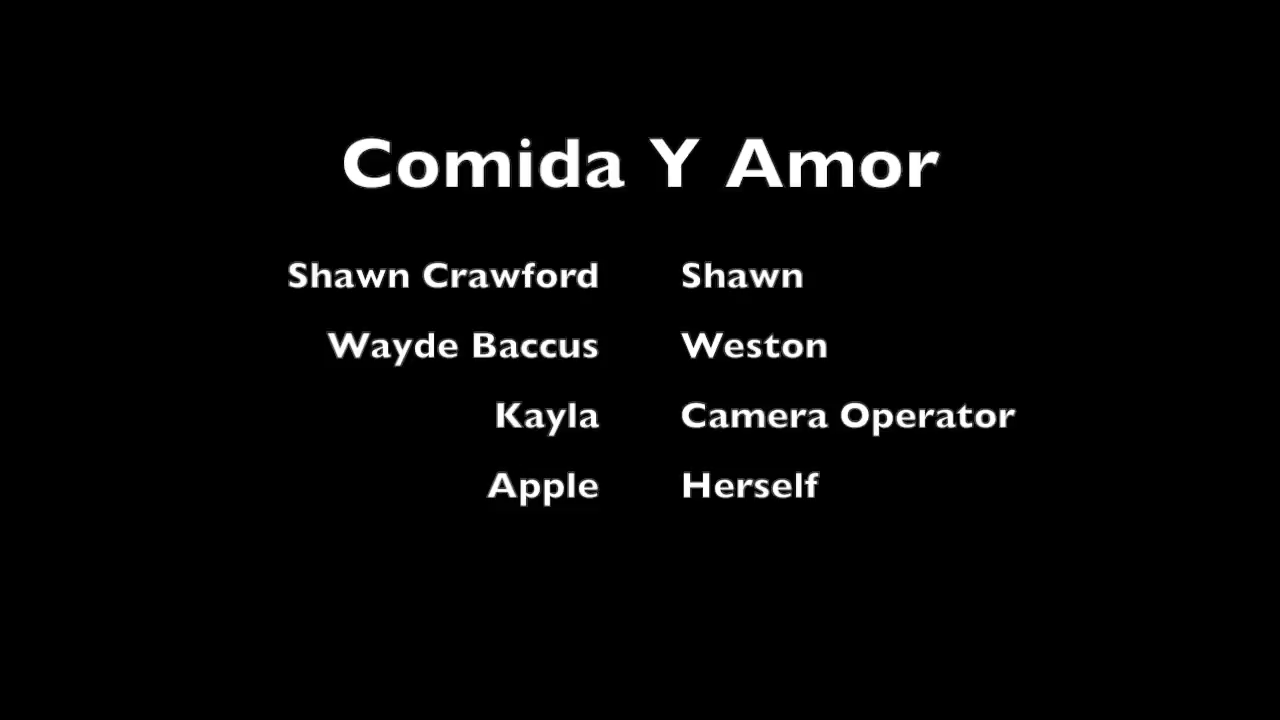 Comida Y Amor
Shawn Crawford Shawn
Wayde Baccus Weston
Kayla Camera Operator
Apple Herself